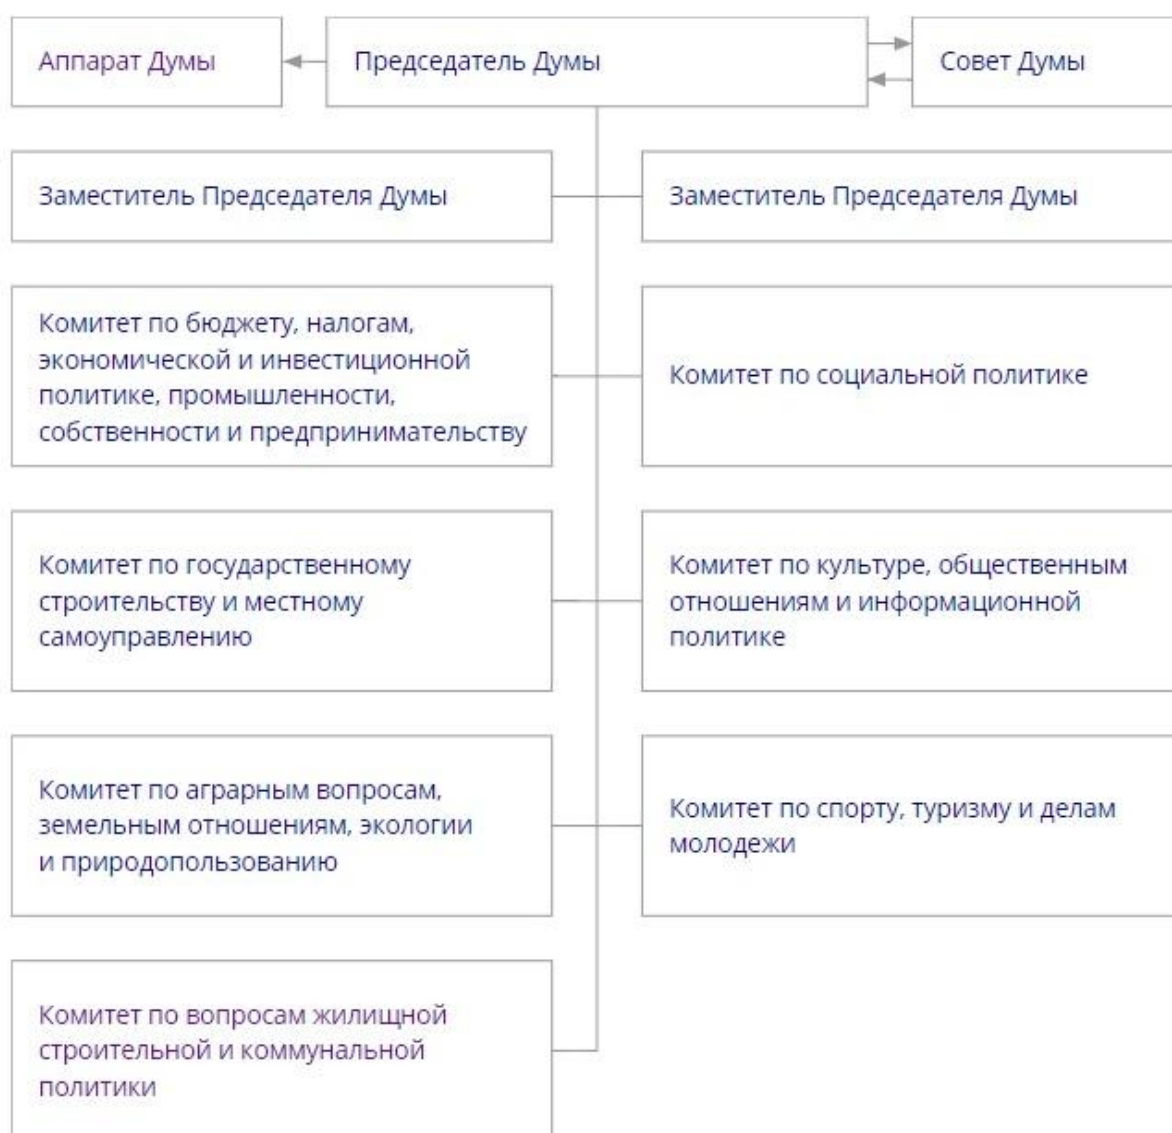 Аппарат Думы
Председатель Думы
Совет Думы
Заместитель Председателя Думы
Заместитель Председателя Думы
Комитет по бюджету, налогам,
экономической и инвестиционной
политике, промышленности,
собственности и предпринимательству
Комитет по социальной политике
Комитет по государственному
строительству и местному
самоуправлению
Комитет по культуре, общественным
отношениям и информационной
политике
Комитет по аграрным вопросам,
земельным отношениям, экологии
и природопользованию
Комитет по спорту, туризму и делам
молодежи
Комитет по вопросам жилищной
строительной и коммунальной
политики